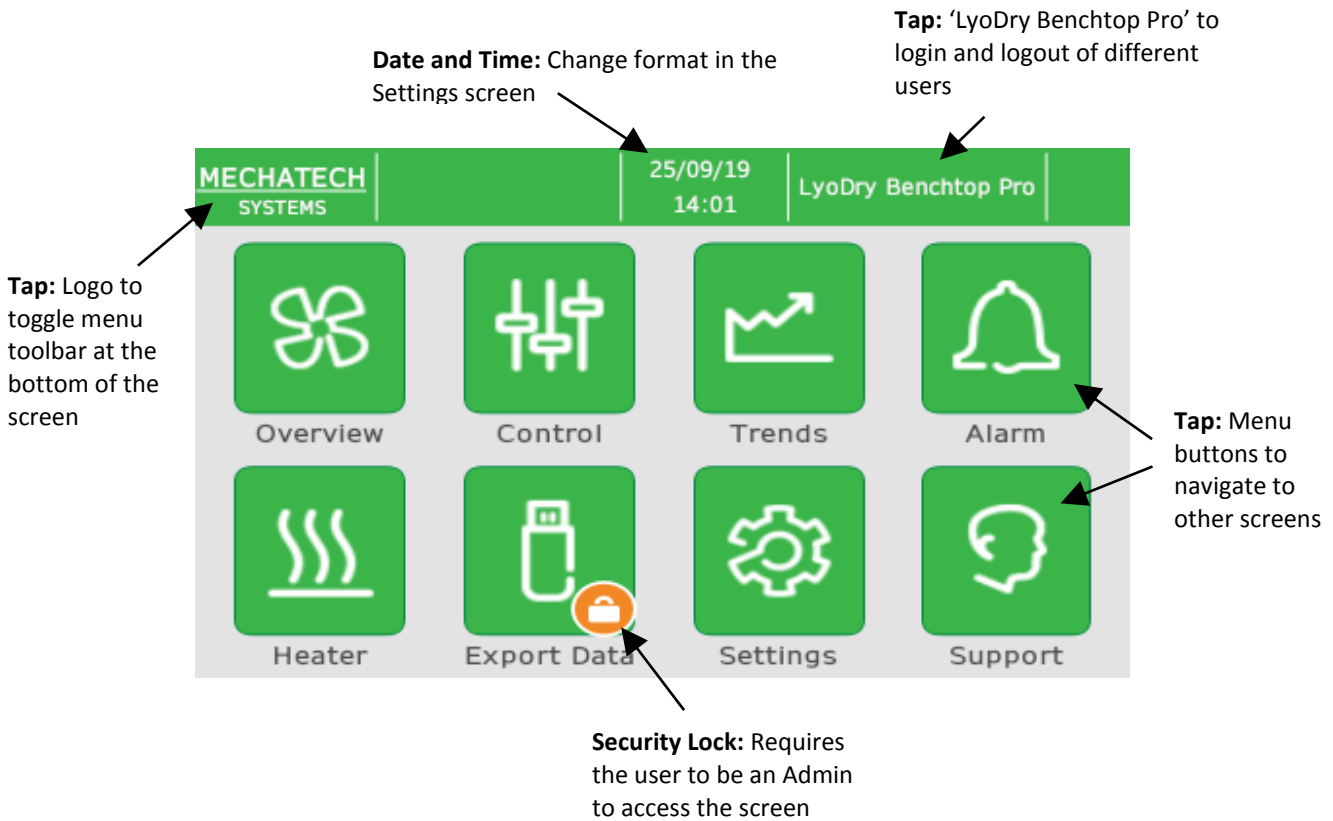 Tap: ‘LyoDry Benchtop Pro’ to
login and logout of different
users
Date and Time: Change format in the
Settings screen
MECHATECH
SYSTEMS
25/09/19
14:01
LyoDry Benchtop Pro
Tap: Logo to
toggle menu
toolbar at the
bottom of the
screen
Overview
Control
Trends
Alarm
Tap: Menu
buttons to
navigate to
other screens
Heater
Export Data
Settings
Support
Security Lock: Requires
the user to be an Admin
to access the screen